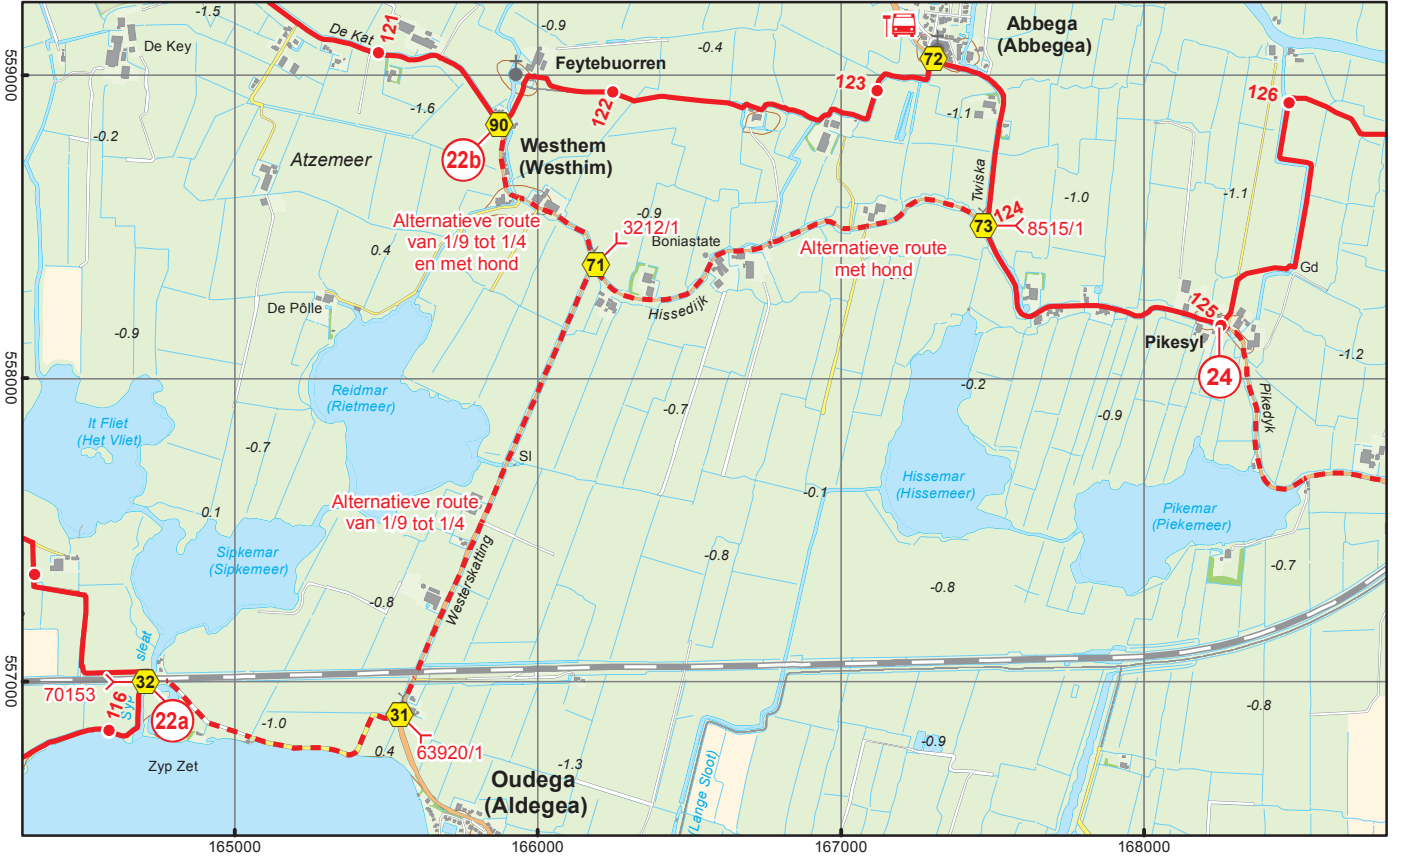 -1.5
De Key
De Kat
121
-0.9
-0.4
Abbega
(Abbegea)
72
Feytebuorren
559000
-1.6
122
123
126
-0.2
90
-1.1
Westhem
(Westhim)
Atzemeer
22b
Twiska
-1.0
-1.1
Alternatieve route
van 1/9 tot 1/4
en met hond
-0.9
3212/1
Boniastate
124
73
8515/1
Alternatieve route
met hond
0.4
71
Gd
De Pôlle
Hissedijk
125
Pikesyl
-0.9
-1.2
558000
24
-0.2
Reidmar
(Rietmeer)
It Fliet
(Het Vliet)
-0.7
-0.7
-0.9
Pikedyk
Sl
Hissemar
(Hissemeer)
-0.1
Alternatieve route
van 1/9 tot 1/4
0.1
Pikemar
(Piekemeer)
Sipkemar
(Sipkemeer)
Westerskatting
-0.8
-0.7
-0.8
-0.8
sleat
557000
32
70153
116
Syp
22a
31
-1.0
0.4
63920/1
-0.8
-0.9
Zyp Zet
-1.3
Oudega
(Aldegea)
(Lange Sloot)
165000
166000
167000
168000